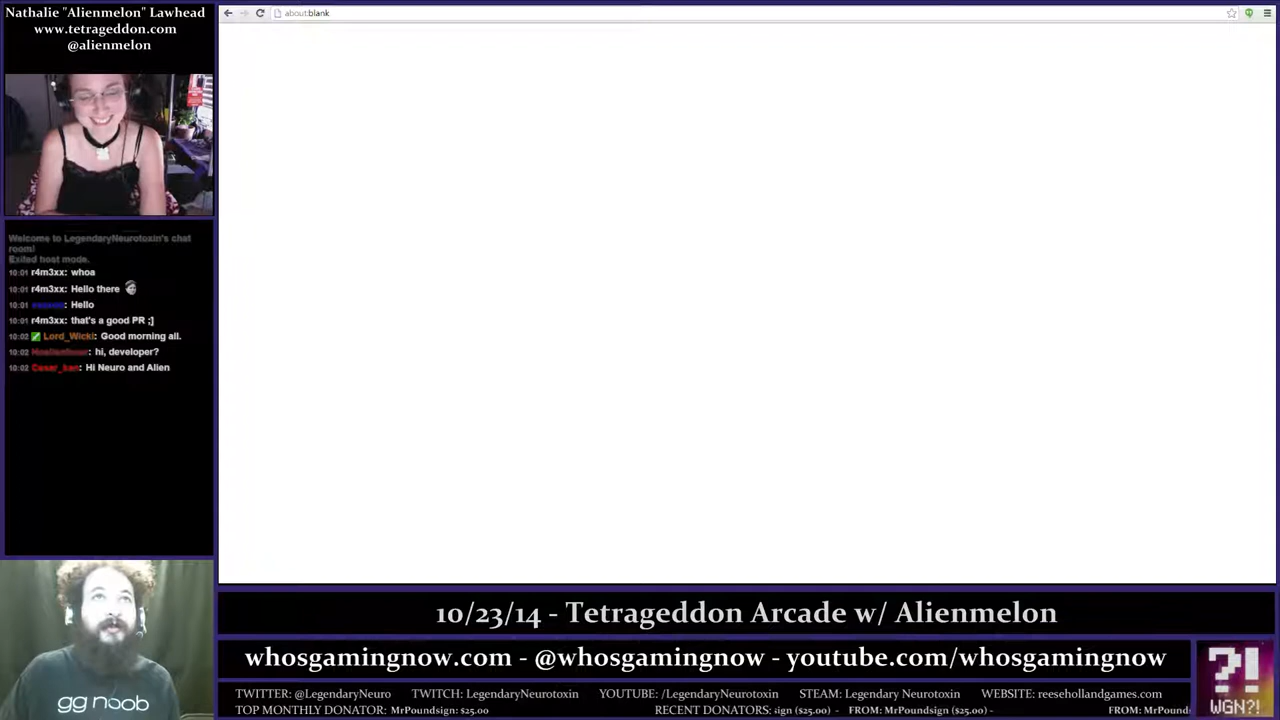 Nathalie "Alienmelon" Lawhead
www.tetrageddon.com
@alienmelon
about:blank
Welcome to LegendaryNeurotoxin's chat
room!
Exited host mode.
10:01 r4m3xx: whoa
10:01 r4m3xx: Hello there
10:01 : Hello
10:01 r4m3xx: that's a good PR ;]
10:02 Lord_Wicki: Good morning all.
10:02 : hi, developer?
10:02 : Hi Neuro and Alien
gg noob
10/23/14 - Tetrageddon Arcade w/ Alienmelon
whosgamingnow.com - @whosgamingnow - youtube.com/whosgamingnow
?!
WGN?!
TWITTER: @LegendaryNeuro TWITCH: LegendaryNeurotoxin YOUTUBE: /LegendaryNeurotoxin STEAM: Legendary Neurotoxin WEBSITE: reesehollandgames.com
TOP MONTHLY DONATOR: MrPoundsign: $25.00 RECENT DONATORS: sign ($25.00) - FROM: MrPoundsign ($25.00) - FROM: MrPounds